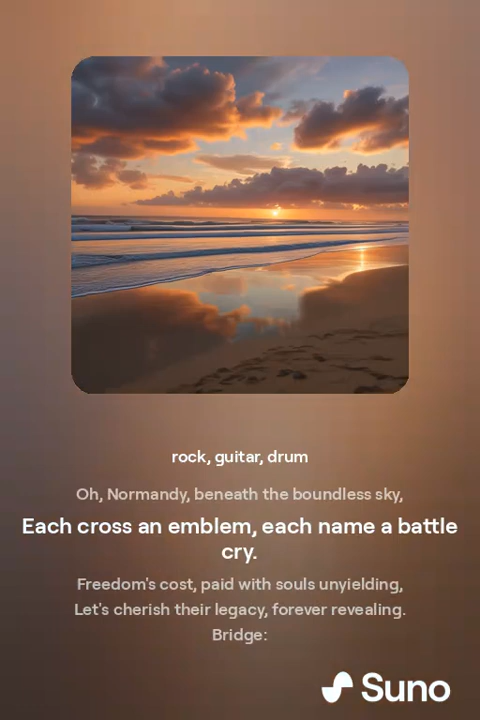 rock, guitar, drum
Oh, Normandy, beneath the boundless sky,
Each cross an emblem, each name a battle
cry.
Freedom's cost, paid with souls unyielding,
Let's cherish their legacy, forever revealing.
Bridge:
Suno